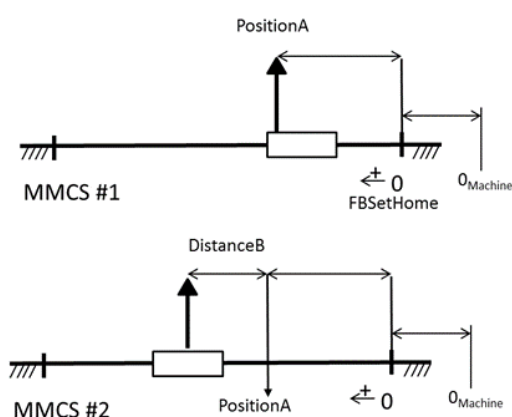 PositionA
+
0
0Machine
MMCS #1
FBSetHome
DistanceB
+
0
0Machine
PositionA
MMCS #2